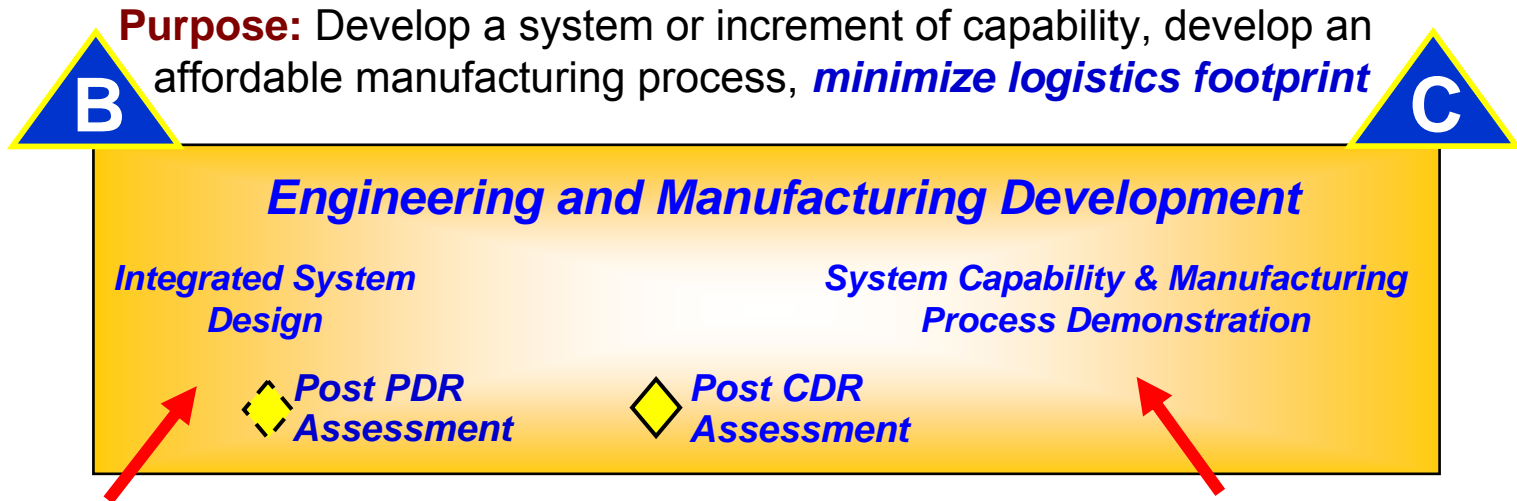 Purpose: Develop a system or increment of capability, develop an
affordable manufacturing process, minimize logistics footprint
B
C
Engineering and Manufacturing Development
Integrated System
Design
System Capability & Manufacturing
Process Demonstration
Post PDR
Assessment
Post CDR
Assessment